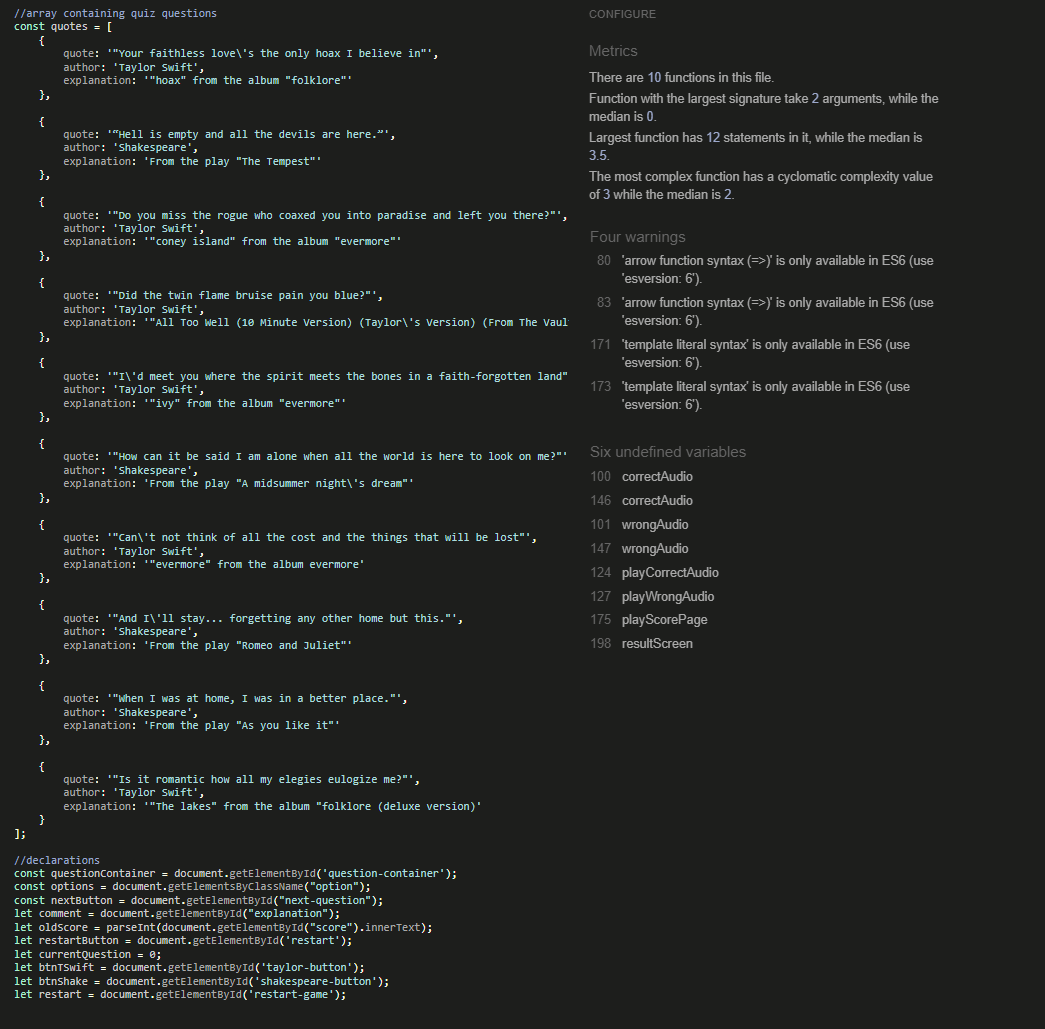 //array containing quiz questions
const quotes = [
{
quote: '"Your faithless love\'s the only hoax I believe in"',
author: 'Taylor Swift',
explanation: '"hoax" from the album "folklore"'
},
{
quote: '“Hell is empty and all the devils are here.”',
author: 'Shakespeare',
explanation: 'From the play "The Tempest"'
},
{
quote: '"Do you miss the rogue who coaxed you into paradise and left you there?"',
author: 'Taylor Swift',
explanation: '"coney island" from the album "evermore"'
},
{
quote: '"Did the twin flame bruise pain you blue?"',
author: 'Taylor Swift',
explanation: '"All Too Well (10 Minute Version) (Taylor\'s Version) (From The Vaul
},
{
quote: '"I\'d meet you where the spirit meets the bones in a faith-forgotten land"
author: 'Taylor Swift',
explanation: '"ivy" from the album "evermore"'
},
{
quote: '"How can it be said I am alone when all the world is here to look on me?"'
author: 'Shakespeare',
explanation: 'From the play "A midsummer night\'s dream"'
},
{
quote: '"Can\'t not think of all the cost and the things that will be lost"',
author: 'Taylor Swift',
explanation: '"evermore" from the album evermore'
},
{
quote: '"And I\'ll stay... forgetting any other home but this."',
author: 'Shakespeare',
explanation: 'From the play "Romeo and Juliet"'
},
{
quote: '"When I was at home, I was in a better place."',
author: 'Shakespeare',
explanation: 'From the play "As you like it"'
},
{
quote: '"Is it romantic how all my elegies eulogize me?"',
author: 'Taylor Swift',
explanation: '"The lakes" from the album "folklore (deluxe version)'
}
];
//declarations
const questionContainer = document.getElementById('question-container');
const options = document.getElementsByClassName("option");
const nextButton = document.getElementById("next-question");
let comment = document.getElementById("explanation");
let oldScore = parseInt(document.getElementById("score").innerText);
let restartButton = document.getElementById('restart');
let currentQuestion = 0;
let btnTSwift = document.getElementById('taylor-button');
let btnShake = document.getElementById('shakespeare-button');
let restart = document.getElementById('restart-game');
CONFIGURE
Metrics
There are 10 functions in this file.
Function with the largest signature take 2 arguments, while the
median is 0.
Largest function has 12 statements in it, while the median is
3.5.
The most complex function has a cyclomatic complexity value
of 3 while the median is 2.
Four warnings
80 'arrow function syntax (=>)' is only available in ES6 (use
'esversion: 6').
83 'arrow function syntax (=>)' is only available in ES6 (use
'esversion: 6').
171 'template literal syntax' is only available in ES6 (use
'esversion: 6').
173 'template literal syntax' is only available in ES6 (use
'esversion: 6').
Six undefined variables
100 correctAudio
146 correctAudio
101 wrongAudio
147 wrongAudio
124 playCorrectAudio
127 playWrongAudio
175 playScorePage
198 resultScreen